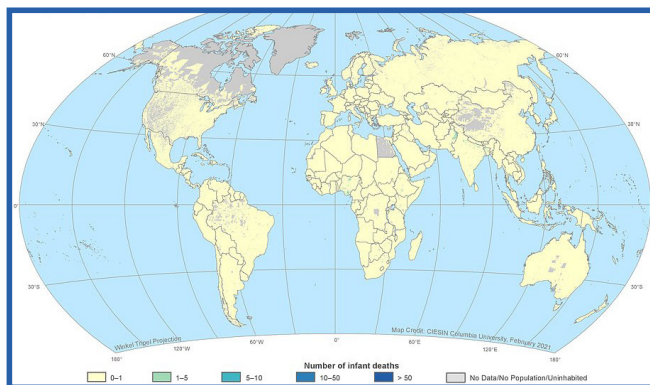 60°N
60°N
30°N
30°N
0°
0°
30°S
30°S
Winkel Tripel Projection
Map Credit: CIESIN Columbia University, February 2021
180°
120°W
60°W
0°
60°E
120°E
180°
Number of infant deaths
0–1
1–5
5–10
10–50
> 50
No Data/No Population/Uninhabited